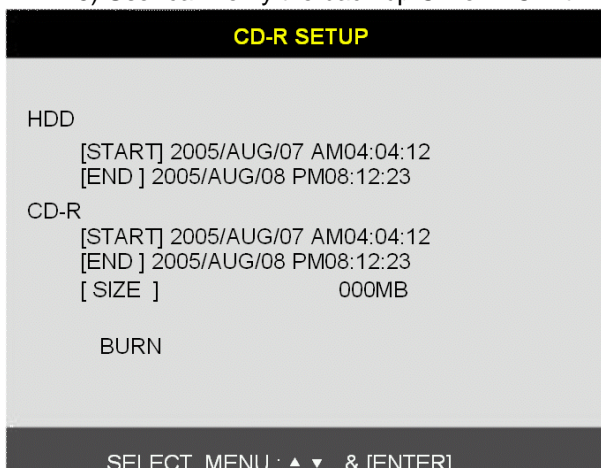 CD-R SETUP
HDD
[START] 2005/AUG/07 AM04:04:12
[END ] 2005/AUG/08 PM08:12:23
CD-R
[START] 2005/AUG/07 AM04:04:12
[END ] 2005/AUG/08 PM08:12:23
[ SIZE ] 000MB
BURN
SELECT MENU : ▲ ▼ & [ENTER]